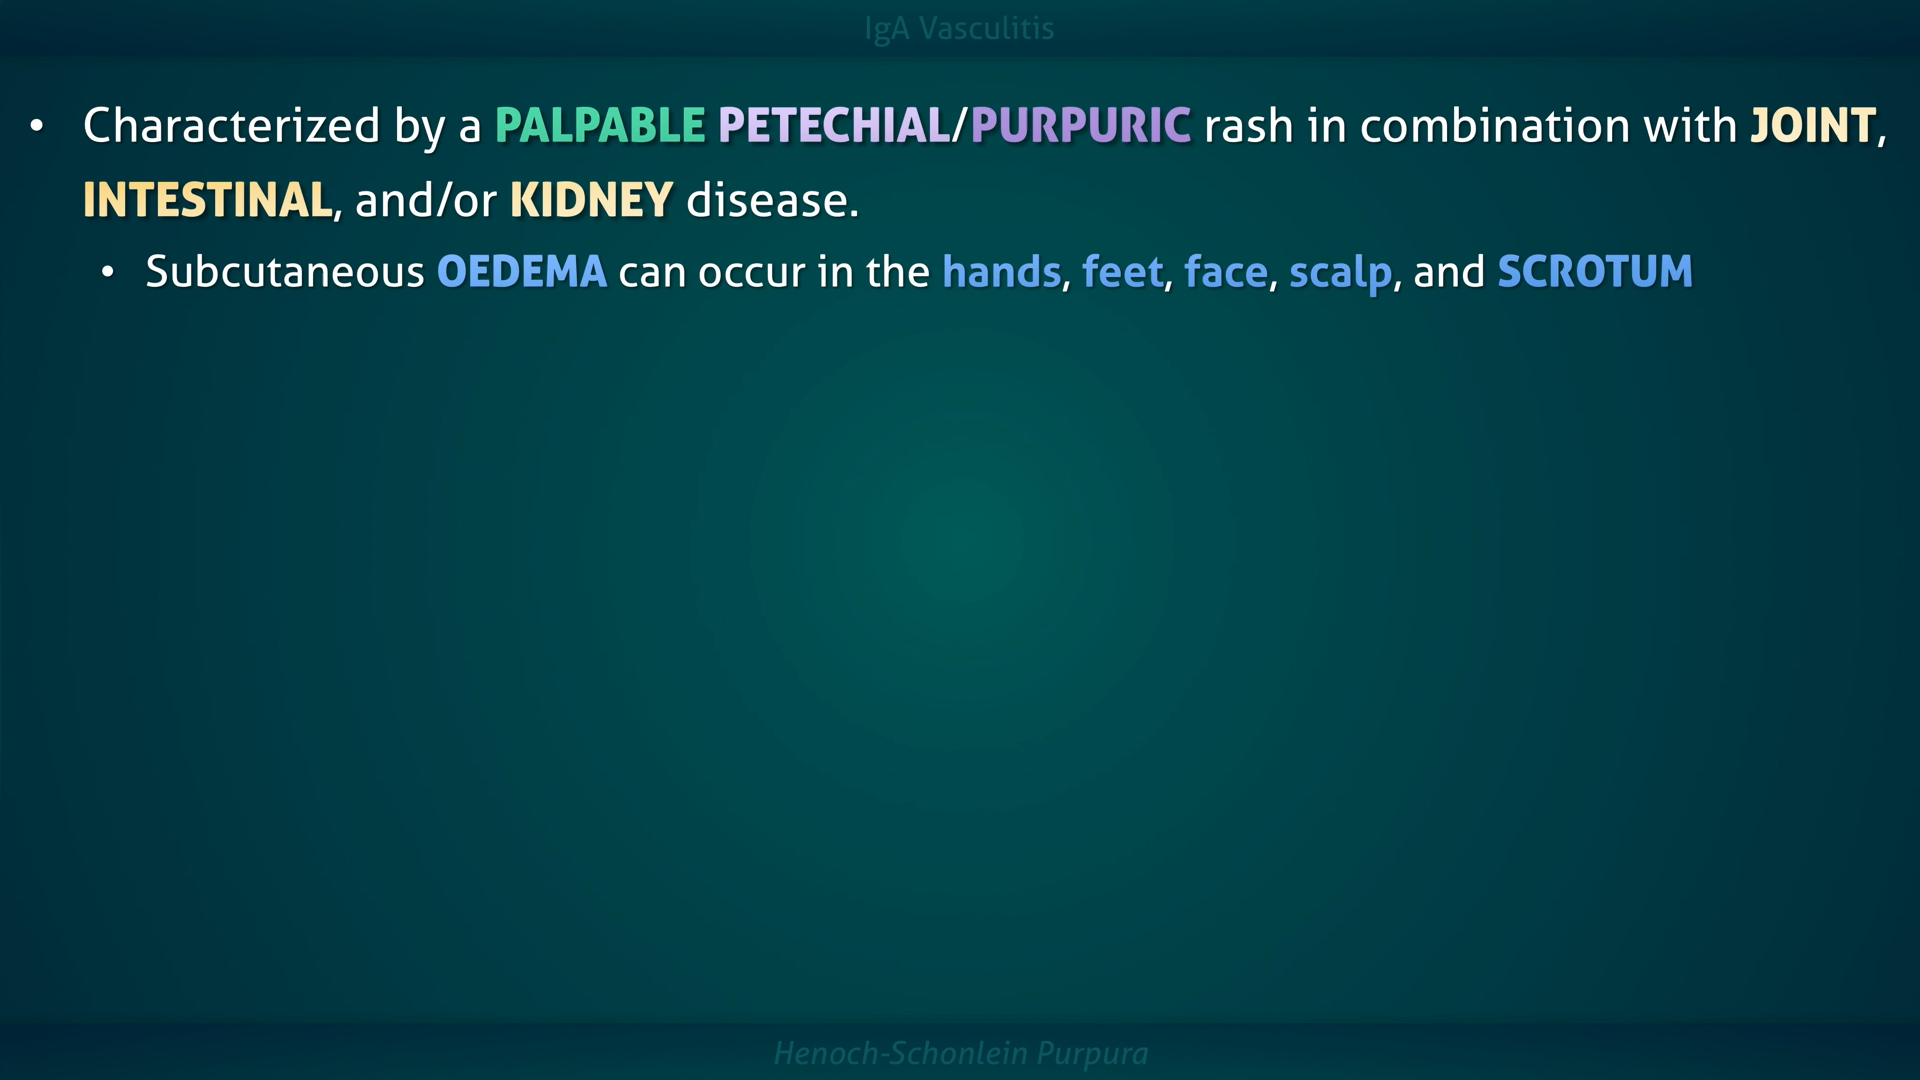 IgA Vasculitis
• Characterized by a PALPABLE PETECHIAL/PURPURIC rash in combination with JOINT,
INTESTINAL, and/or KIDNEY disease.
• Subcutaneous OEDEMA can occur in the hands, feet, face, scalp, and SCROTUM
Henoch-Schonlein Purpura